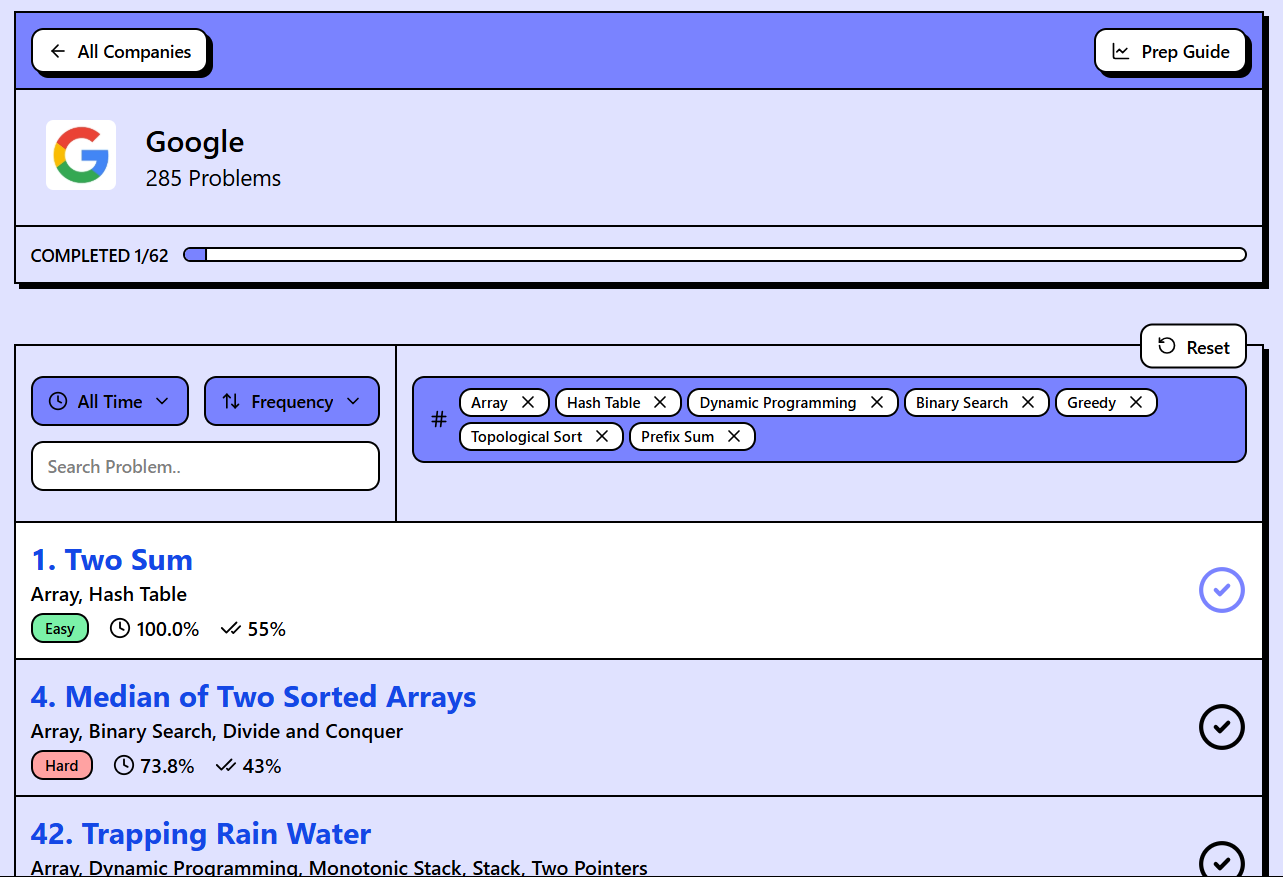 All Companies
Prep Guide
Google
285 Problems
COMPLETED 1/62
Reset
All Time
Frequency
Search Problem..
# Array Hash Table Dynamic Programming Binary Search Greedy
Topological Sort Prefix Sum
1. Two Sum
Array, Hash Table
Easy 100.0% 55%
4. Median of Two Sorted Arrays
Array, Binary Search, Divide and Conquer
Hard 73.8% 43%
42. Trapping Rain Water
Array, Dynamic Programming, Monotonic Stack, Stack, Two Pointers